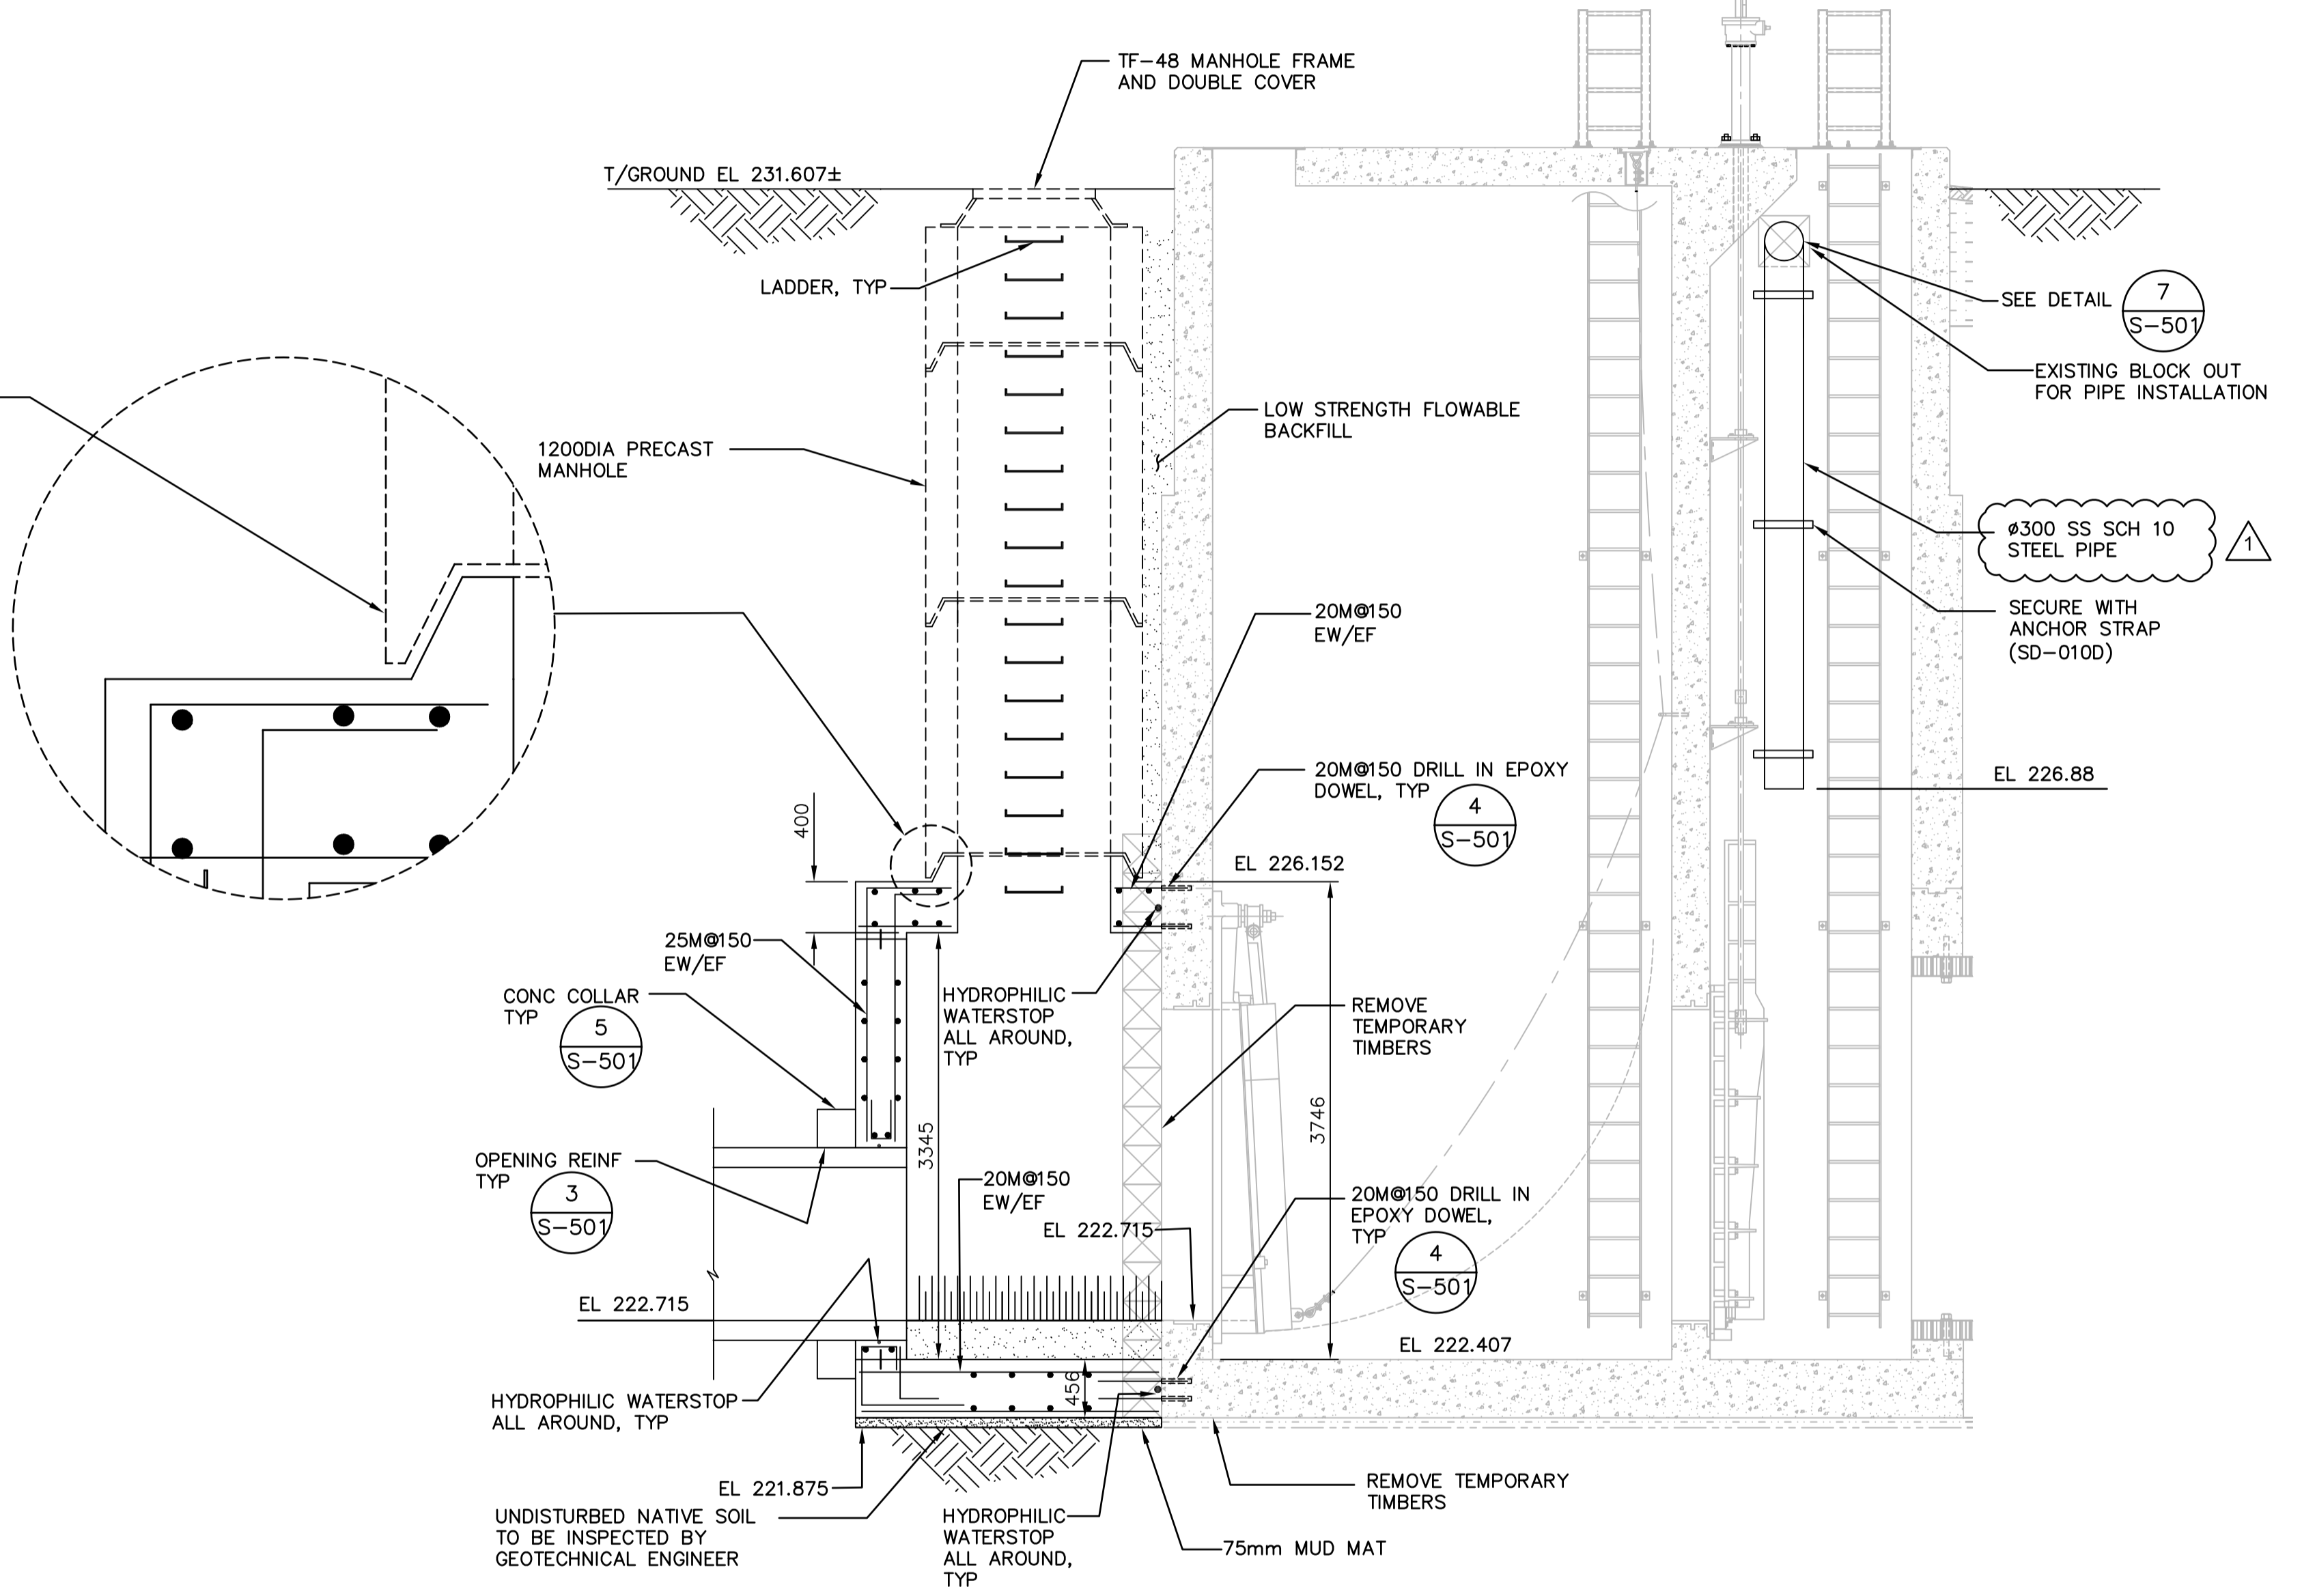 TF-48 MANHOLE FRAME
AND DOUBLE COVER
T/GROUND EL 231.607±
LADDER, TYP
SEE DETAIL
7
S-501
EXISTING BLOCK OUT
FOR PIPE INSTALLATION
LOW STRENGTH FLOWABLE
BACKFILL
1200DIA PRECAST
MANHOLE
ø300 SS SCH 10
STEEL PIPE
1
20M@150
EW/EF
SECURE WITH
ANCHOR STRAP
(SD-010D)
20M@150 DRILL IN EPOXY
DOWEL, TYP
4
S-501
EL 226.88
400
EL 226.152
25M@150
EW/EF
CONC COLLAR
TYP
5
S-501
HYDROPHILIC
WATERSTOP
ALL AROUND,
TYP
REMOVE
TEMPORARY
TIMBERS
3345
3746
OPENING REINF
TYP
3
S-501
20M@150
EW/EF
20M@150 DRILL IN
EPOXY DOWEL,
TYP
4
S-501
EL 222.715
EL 222.715
EL 222.407
456
HYDROPHILIC WATERSTOP
ALL AROUND, TYP
EL 221.875
UNDISTURBED NATIVE SOIL
TO BE INSPECTED BY
GEOTECHNICAL ENGINEER
HYDROPHILIC
WATERSTOP
ALL AROUND,
TYP
REMOVE TEMPORARY
TIMBERS
75mm MUD MAT